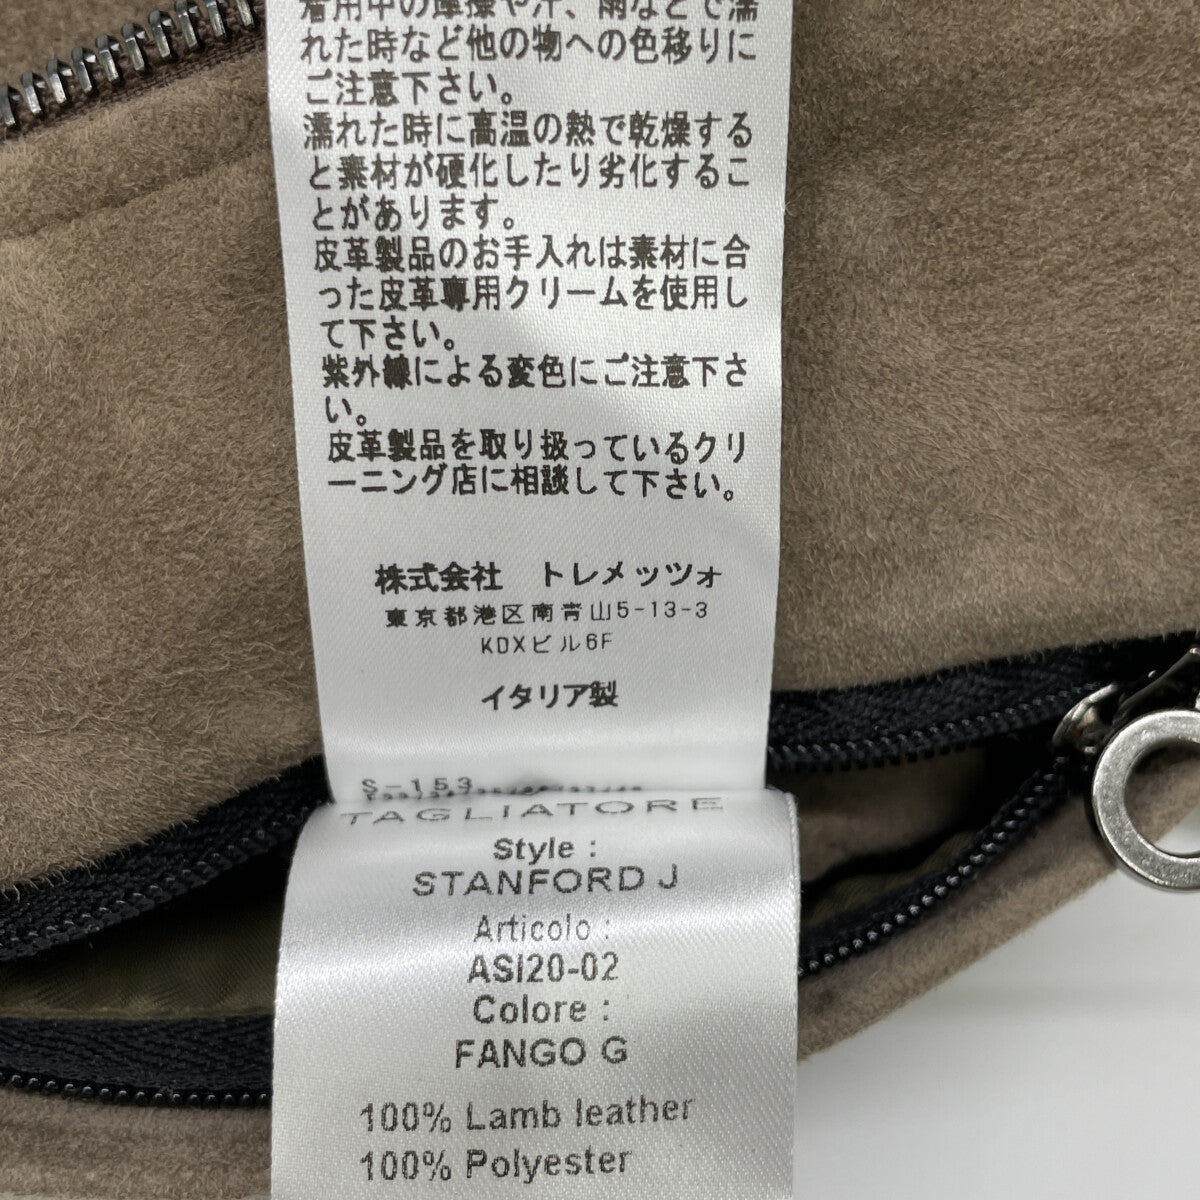 着用中の摩擦や汗、雨などで濡
れた時など他の物への色移りに
ご注意下さい。
濡れた時に高温の熱で乾燥する
と素材が硬化したり劣化するこ
とがあります。
皮革製品のお手入れは素材に合
った皮革専用クリームを使用し
て下さい。
紫外線による変色にご注意下さ
い。
皮革製品を取り扱っているクリ
ーニング店に相談して下さい。
株式会社 トレメッツォ
東京都港区南青山5-13-3
KDXビル6F
イタリア製
S-153
TAGLIATORE
Style :
STANFORD J
Articolo :
ASI20-02
Colore :
FANGO G
100% Lamb leather
100% Polyester